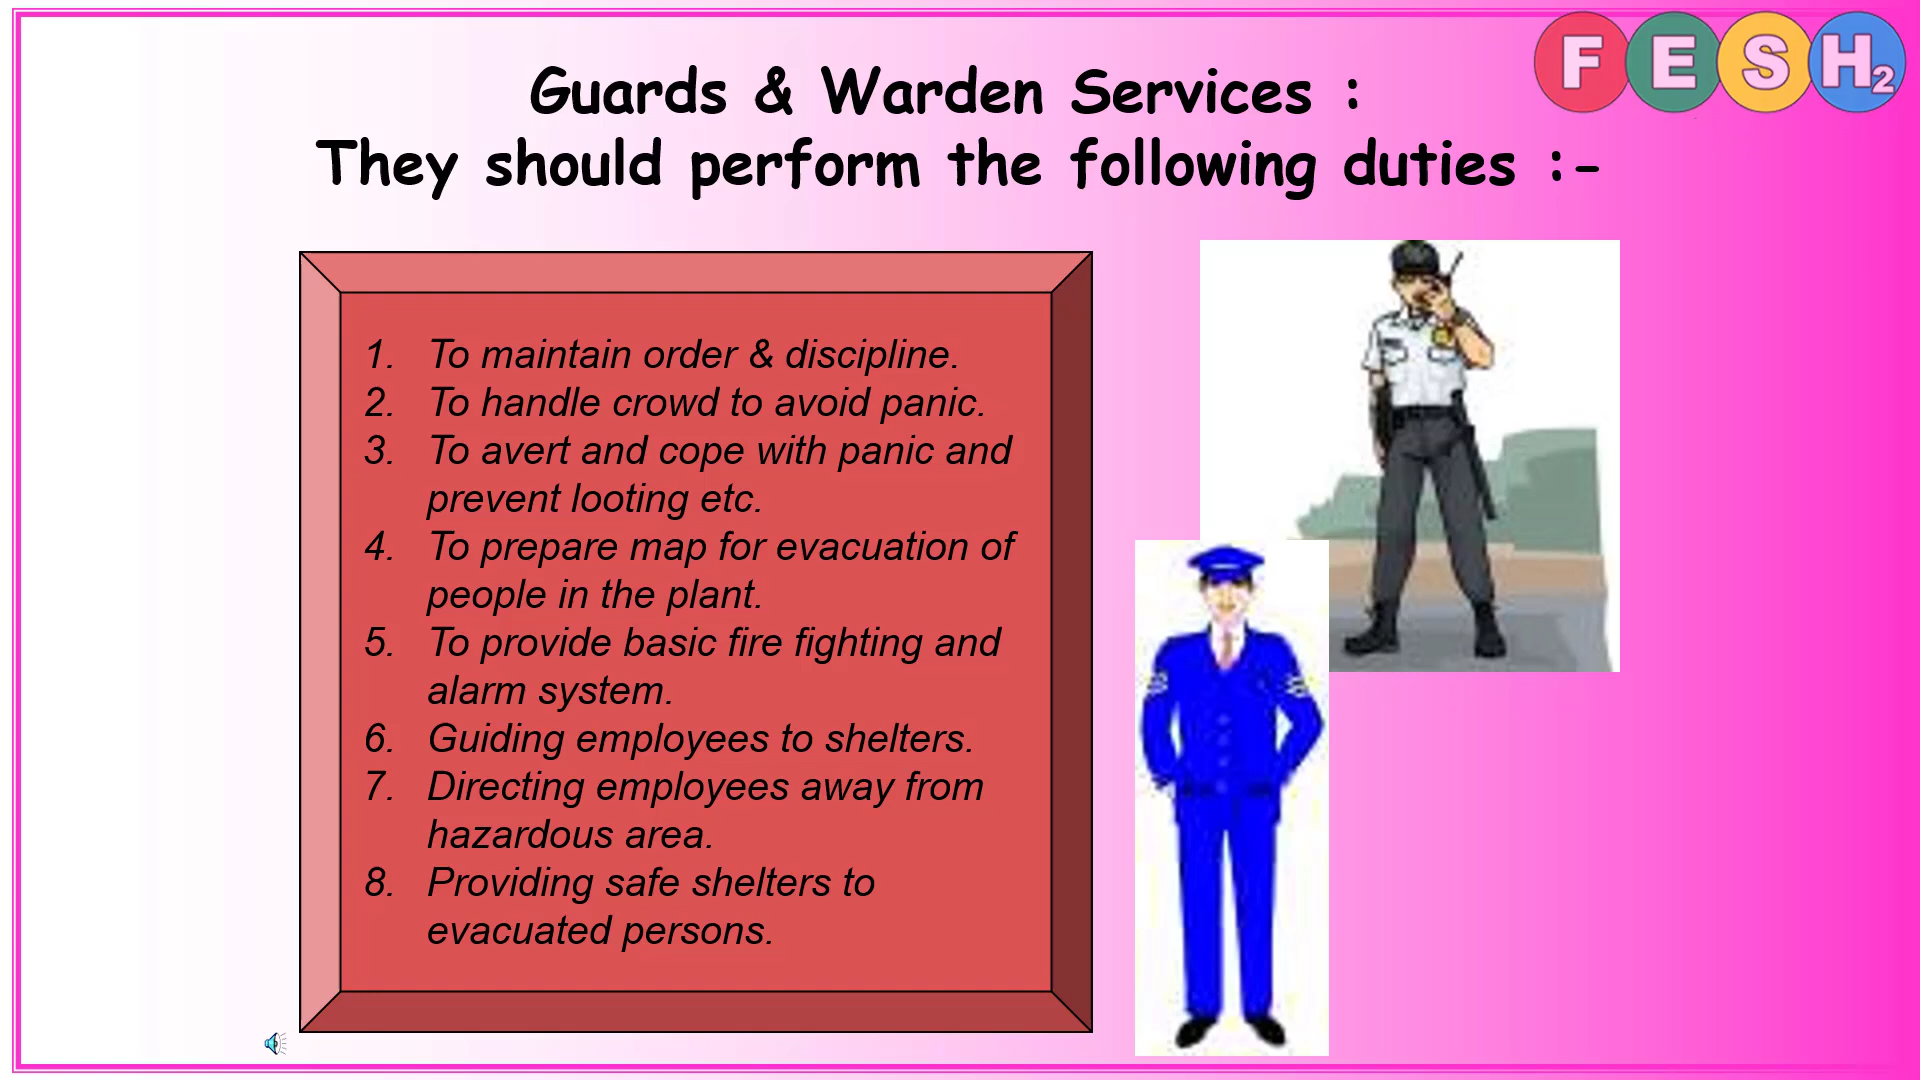 FESH2
Guards & Warden Services :
They should perform the following duties :-
1. To maintain order & discipline.
2. To handle crowd to avoid panic.
3. To avert and cope with panic and
prevent looting etc.
4. To prepare map for evacuation of
people in the plant.
5. To provide basic fire fighting and
alarm system.
6. Guiding employees to shelters.
7. Directing employees away from
hazardous area.
8. Providing safe shelters to
evacuated persons.